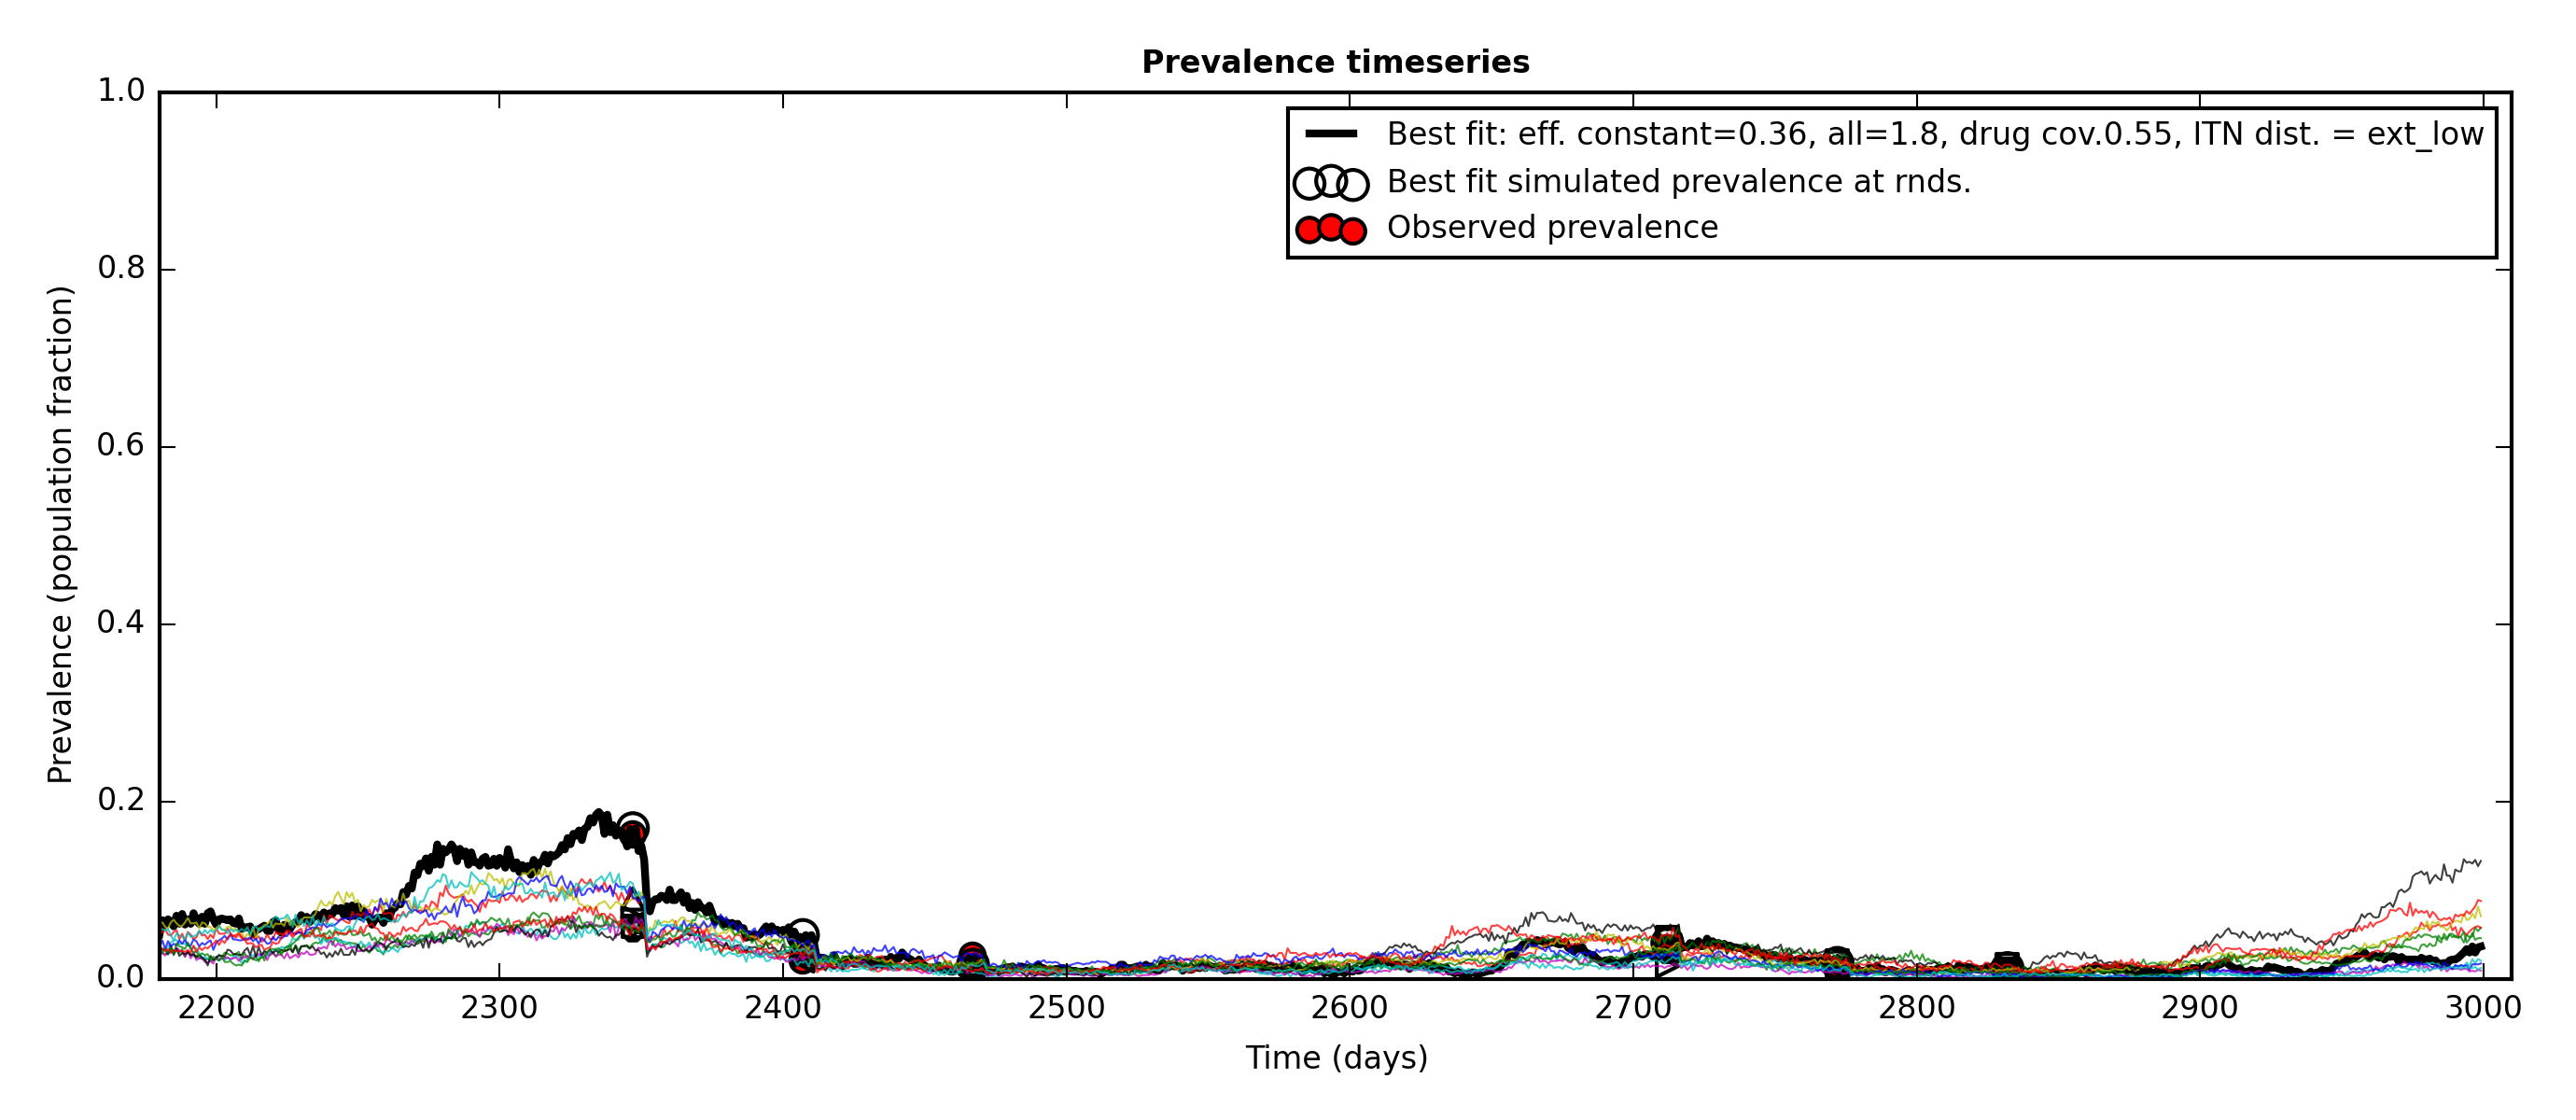 Prevalence timeseries
1.0
0.8
0.6
0.4
0.2
0.0
Prevalence (population fraction)
Best fit: eff. constant=0.36, all=1.8, drug cov.0.55, ITN dist. = ext_low
Best fit simulated prevalence at rnds.
Observed prevalence
2200 2300 2400 2500 2600 2700 2800 2900 3000
Time (days)